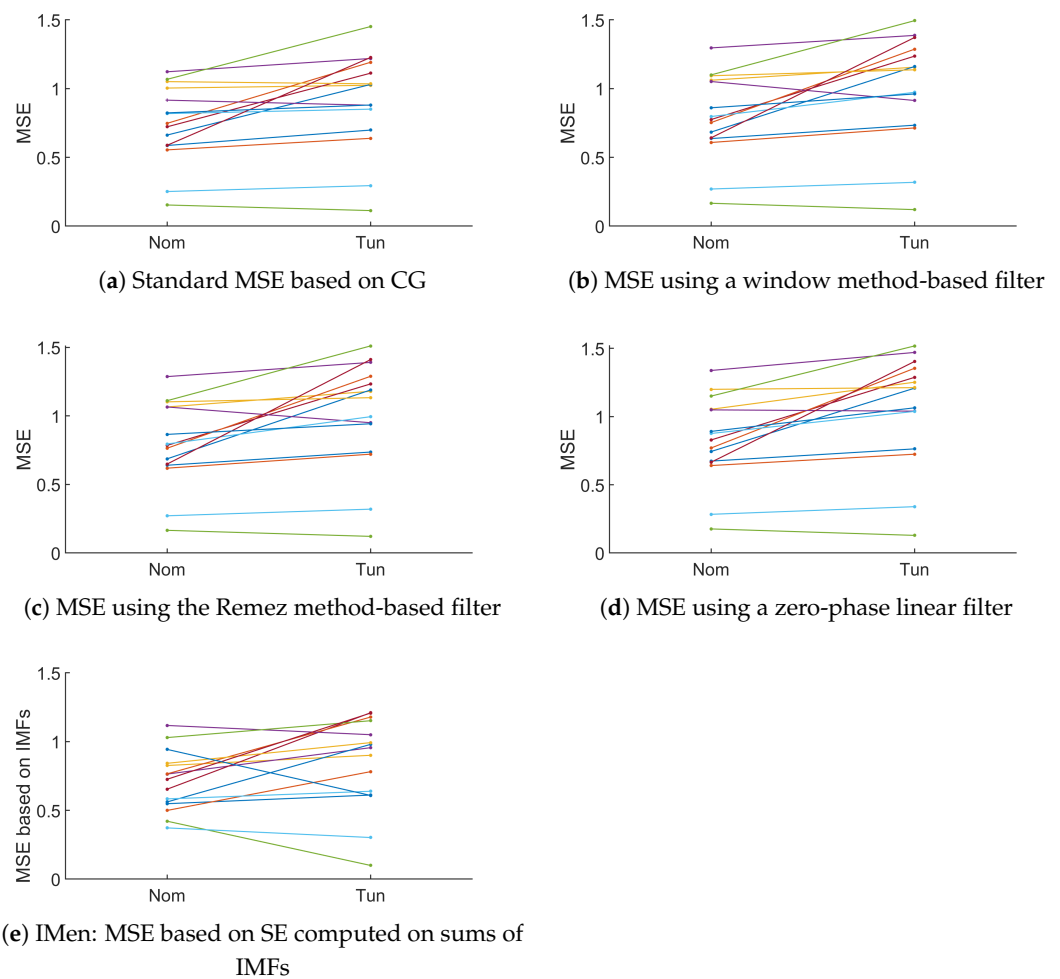 1.5
1
0.5
0
MSE
Nom Tun
(a) Standard MSE based on CG
1.5
1
0.5
0
MSE
Nom Tun
(b) MSE using a window method-based filter
1.5
1
0.5
0
MSE
Nom Tun
(c) MSE using the Remez method-based filter
1.5
1
0.5
0
MSE
Nom Tun
(d) MSE using a zero-phase linear filter
1.5
1
0.5
0
MSE based on IMFs
Nom Tun
(e) IMen: MSE based on SE computed on sums of
IMFs